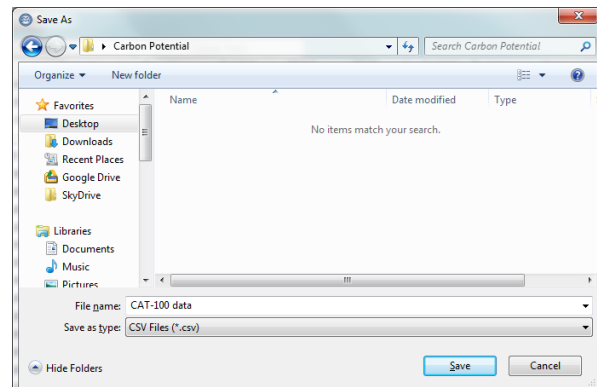 Save As
Carbon Potential
Search Carbon Potential
Organize
New folder
Name
Date modified
Type
No items match your search.
Favorites
Desktop
Downloads
Recent Places
Google Drive
SkyDrive
Libraries
Documents
Music
Pictures
File name: CAT-100 data
Save as type: CSV Files (*.csv)
Hide Folders
Save
Cancel